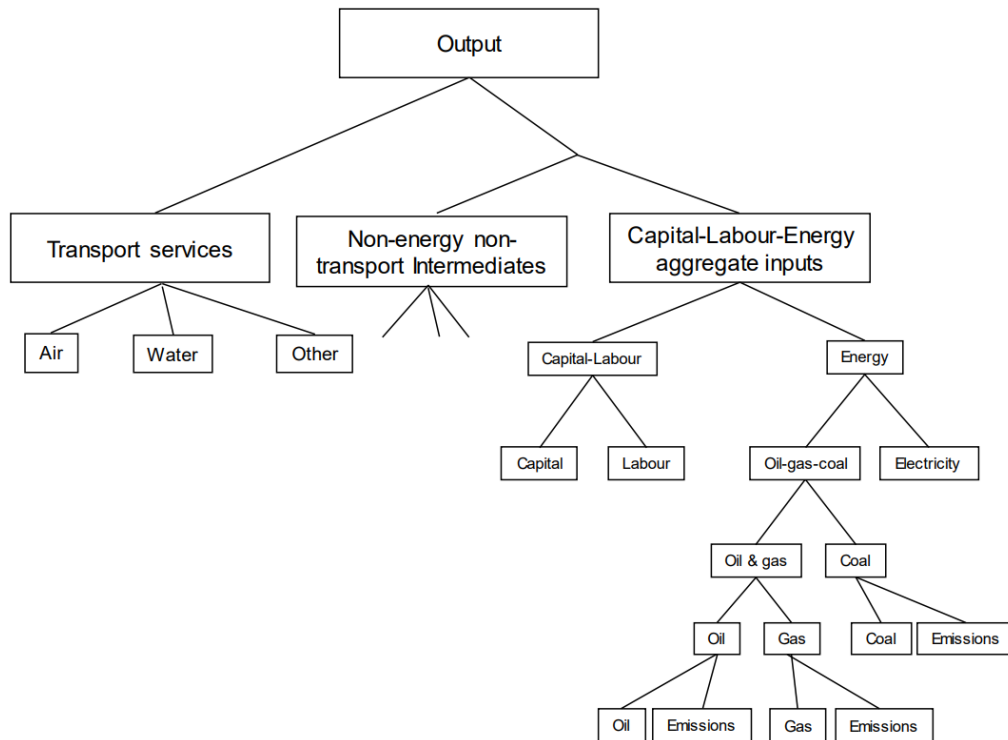 Output
Transport services
Non-energy non-
transport Intermediates
Capital-Labour-Energy
aggregate inputs
Air
Water
Other
Capital-Labour
Energy
Capital
Labour
Oil-gas-coal
Electricity
Oil & gas
Coal
Oil
Gas
Coal
Emissions
Oil
Emissions
Gas
Emissions